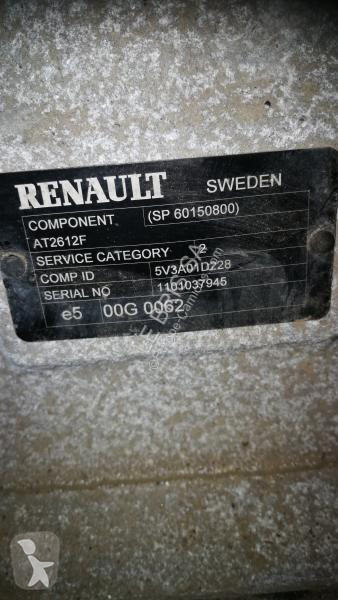 RENAULT SWEDEN
COMPONENT (SP 60150800)
AT2612F
SERVICE CATEGORY 2
COMP ID 5V3A01D228
SERIAL NO 1101037945
e5 00G 0062